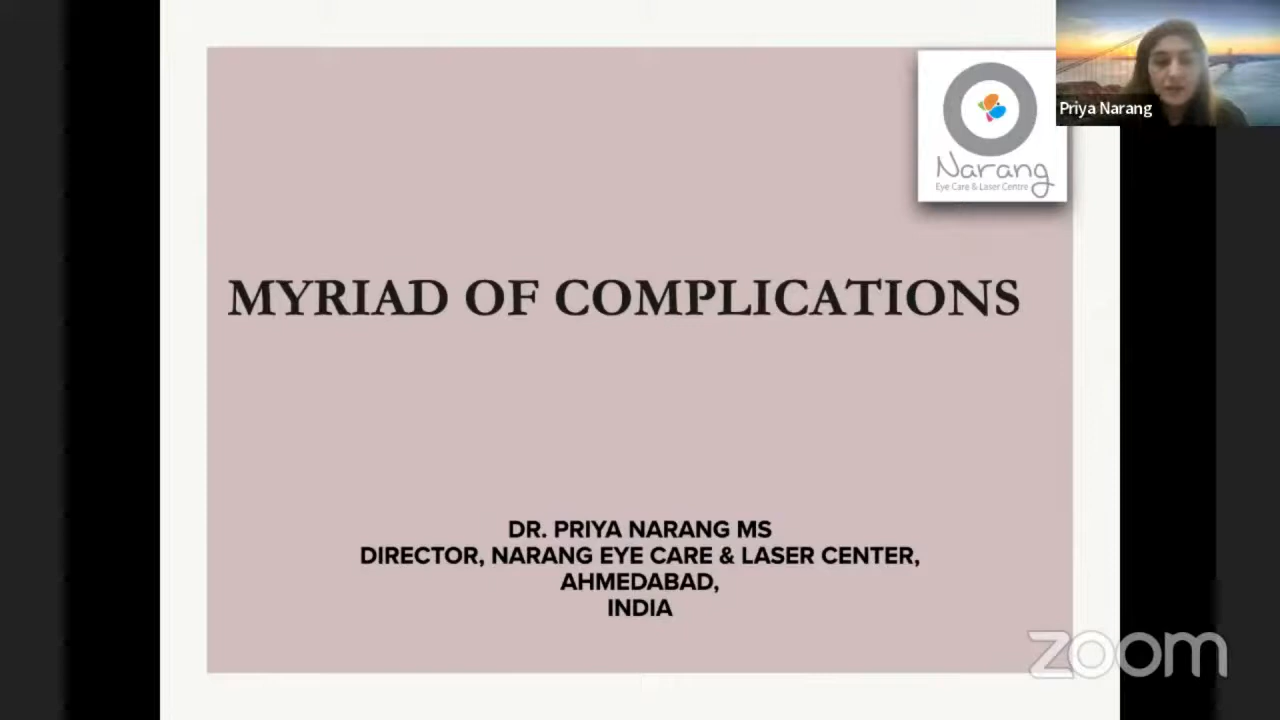 Priya Narang
Narang
Eye Care & Laser Centre
MYRIAD OF COMPLICATIONS
DR. PRIYA NARANG MS
DIRECTOR, NARANG EYE CARE & LASER CENTER,
AHMEDABAD,
INDIA
zoom